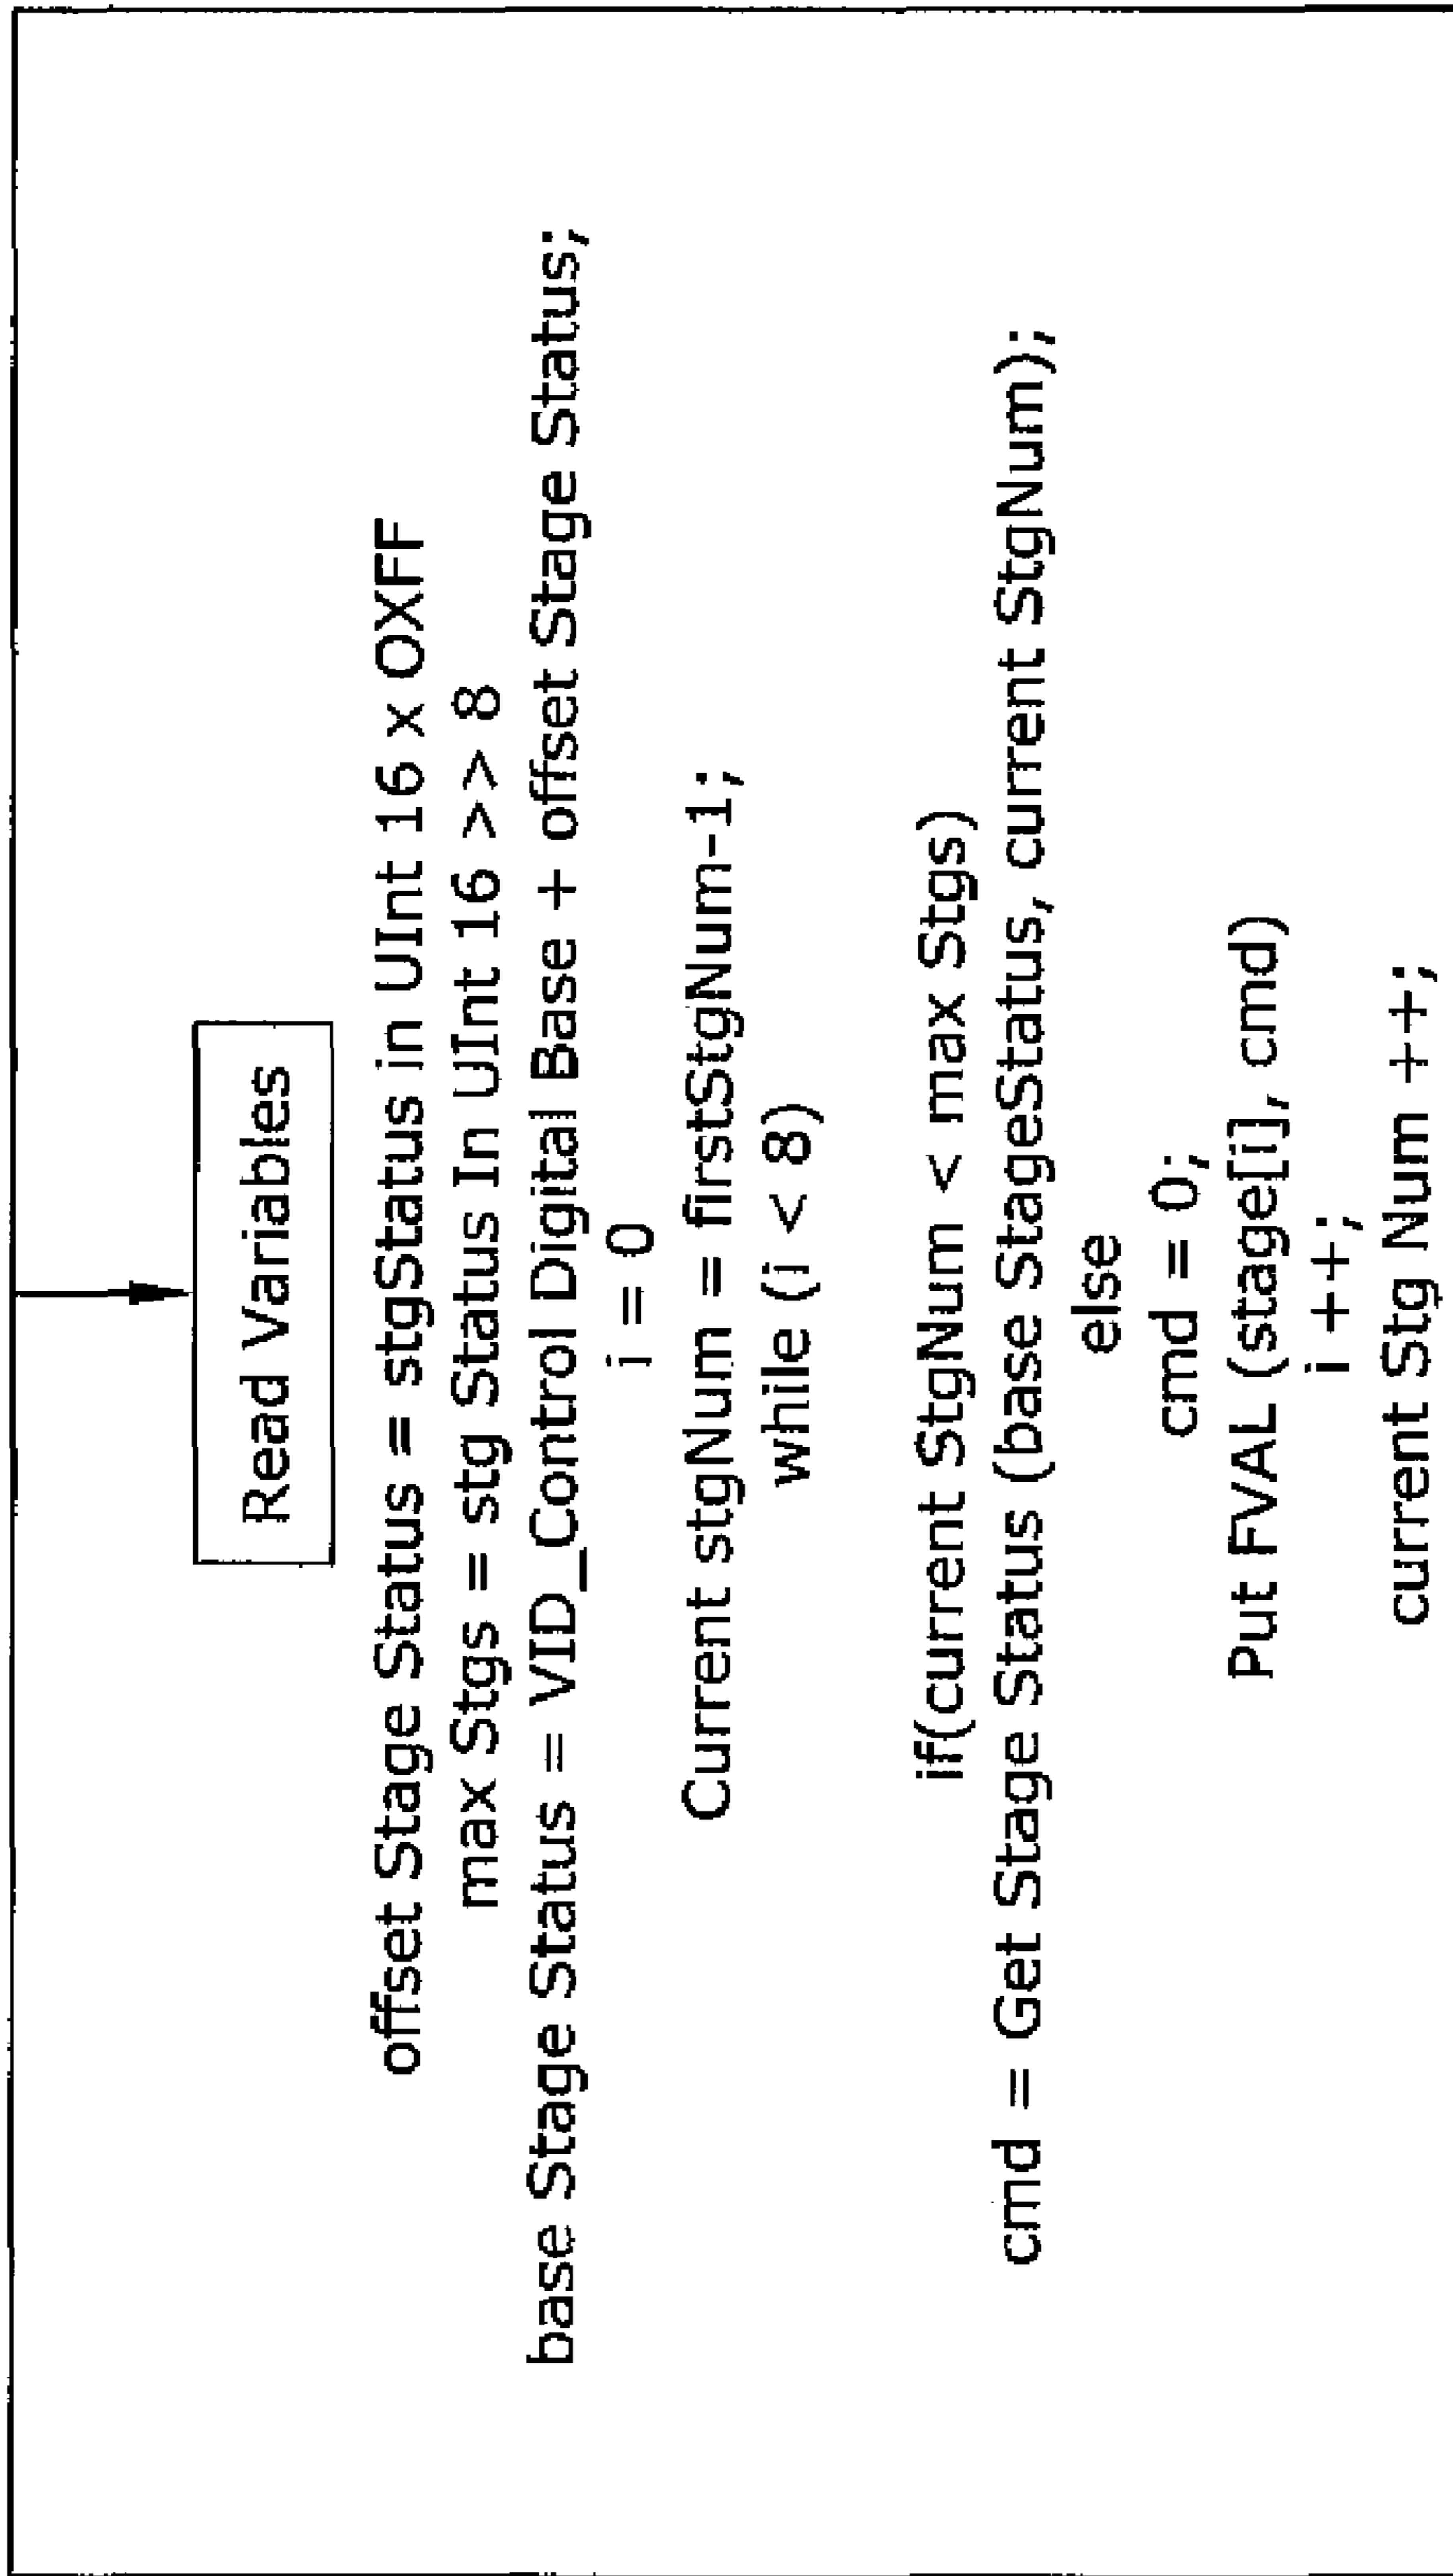 Read Variables
offset Stage Status = stgStatus in UInt 16 x OXFF
max Stgs = stg Status In UInt 16 >> 8
base Stage Status = VID_Control Digital Base + offset Stage Status;
i = 0
Current stgNum = firstStgNum-1;
while (i < 8)
if(current StgNum < max Stgs)
cmd = Get Stage Status (base StageStatus, current StgNum);
else
cmd = 0;
Put FVAL (stage[i], cmd)
i ++;
current Stg Num ++;